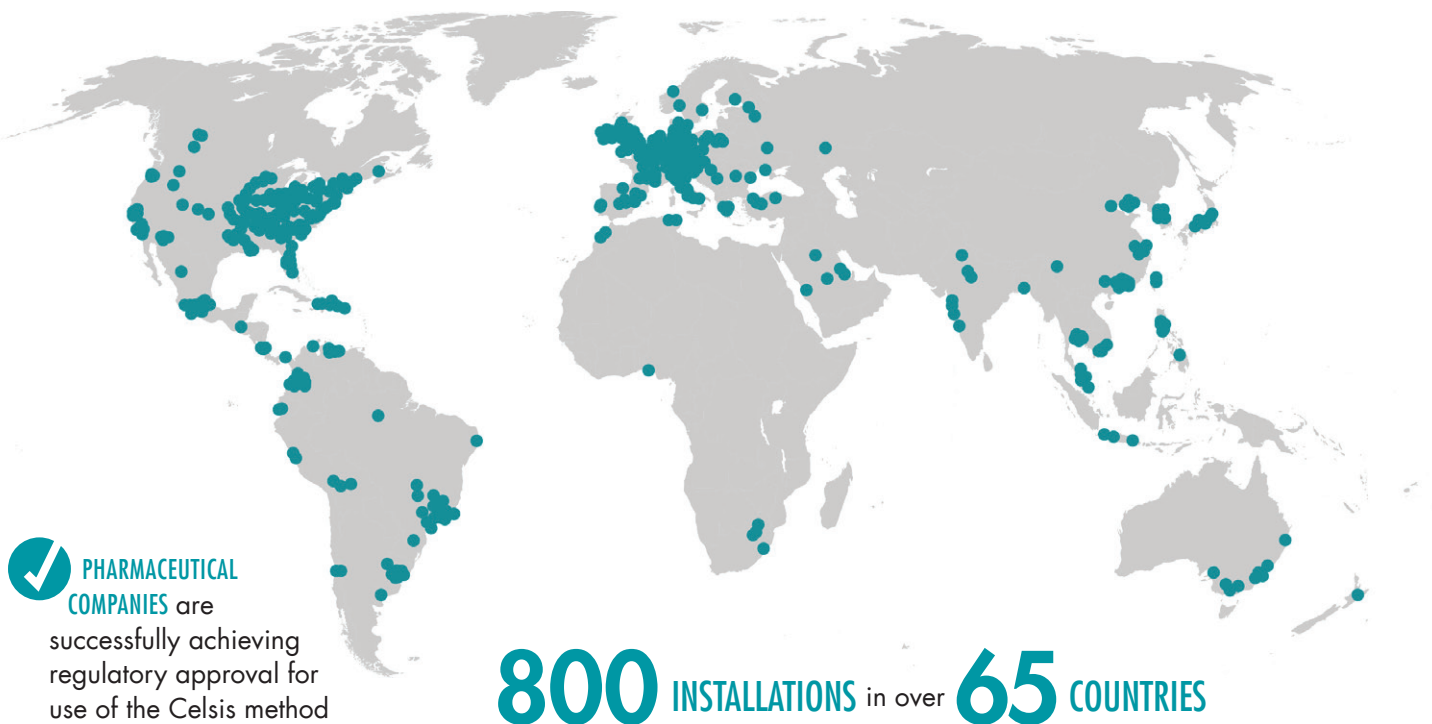 PHARMACEUTICAL
COMPANIES are
successfully achieving
regulatory approval for
use of the Celsis method
800 INSTALLATIONS in over 65 COUNTRIES